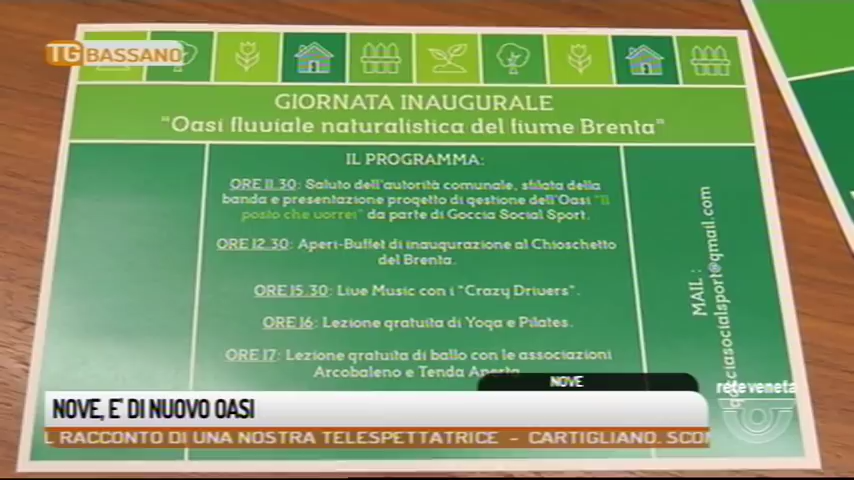 TG BASSANO
GIORNATA INAUGURALE
"Oasi fluviale naturalistica del fiume Brenta"
IL PROGRAMMA:
ORE 11.30: Saluto dell'autorità comunale, sfilata della
banda e presentazione progetto di gestione dell'Oasi "Il
posto che vorrei" da parte di Goccia Social Sport.
ORE 12.30: Aperi-Buffet di inaugurazione al Chioschetto
del Brenta.
ORE 15.30: Live Music con i "Crazy Drivers".
ORE 16: Lezione gratuita di Yoga e Pilates.
ORE 17: Lezione gratuita di ballo con le associazioni
Arcobaleno e Tenda Aperta
MAIL :
gocciasocialsport@gmail.com
NOVE
NOVE, E' DI NUOVO OASI
reteveneta
L RACCONTO DI UNA NOSTRA TELESPETTATRICE - CARTIGLIANO. SCO